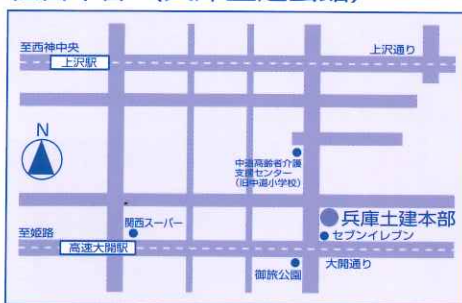 至西神中央
上沢通り
上沢駅
N
中道高齢者介護
支援センター
(旧中道小学校)
関西スーパー
兵庫土建本部
セブンイレブン
至姫路
高速大開駅
大開通り
御旅公園